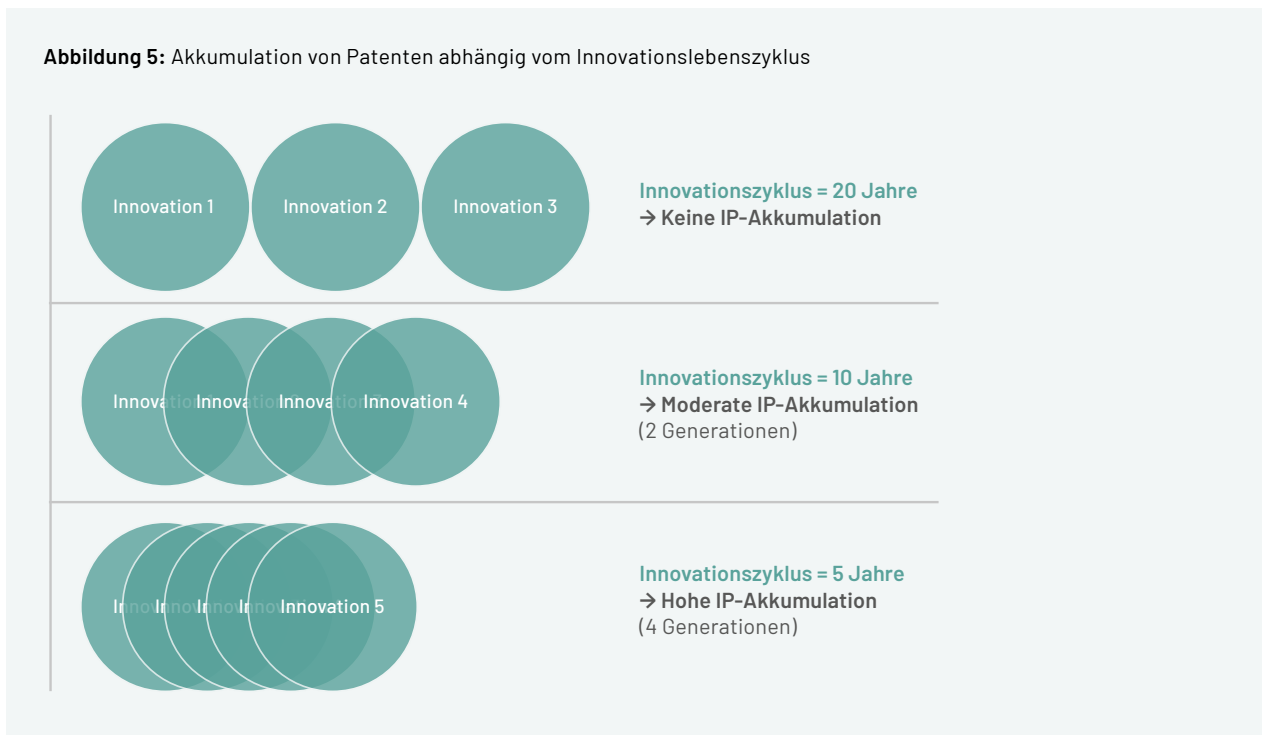 Abbildung 5: Akkumulation von Patenten abhängig vom Innovationslebenszyklus
Innovation 1
Innovation 2
Innovation 3
Innovationszyklus = 20 Jahre
→ Keine IP-Akkumulation
Innovation 4
Innovationszyklus = 10 Jahre
→ Moderate IP-Akkumulation
(2 Generationen)
Innovation 5
Innovationszyklus = 5 Jahre
→ Hohe IP-Akkumulation
(4 Generationen)